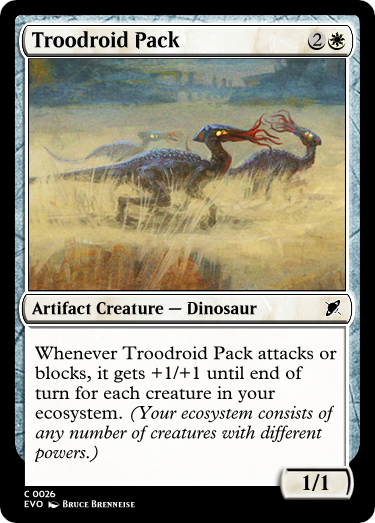 Troodroid Pack 2
Artifact Creature — Dinosaur
Whenever Troodroid Pack attacks or
blocks, it gets +1/+1 until end of
turn for each creature in your
ecosystem. (Your ecosystem consists of
any number of creatures with different
powers.)
1/1
C 0026
EVO Bruce Brenneise